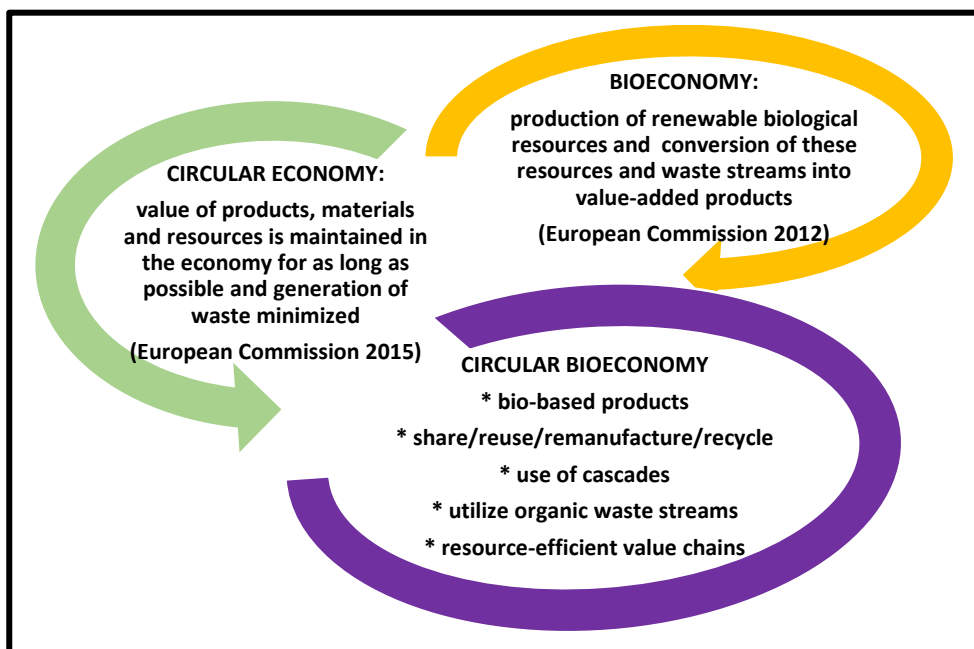 BIOECONOMY:
production of renewable biological
resources and conversion of these
resources and waste streams into
value-added products
(European Commission 2012)
CIRCULAR ECONOMY:
value of products, materials
and resources is maintained in
the economy for as long as
possible and generation of
waste minimized
(European Commission 2015)
CIRCULAR BIOECONOMY
* bio-based products
* share/reuse/remanufacture/recycle
* use of cascades
* utilize organic waste streams
* resource-efficient value chains